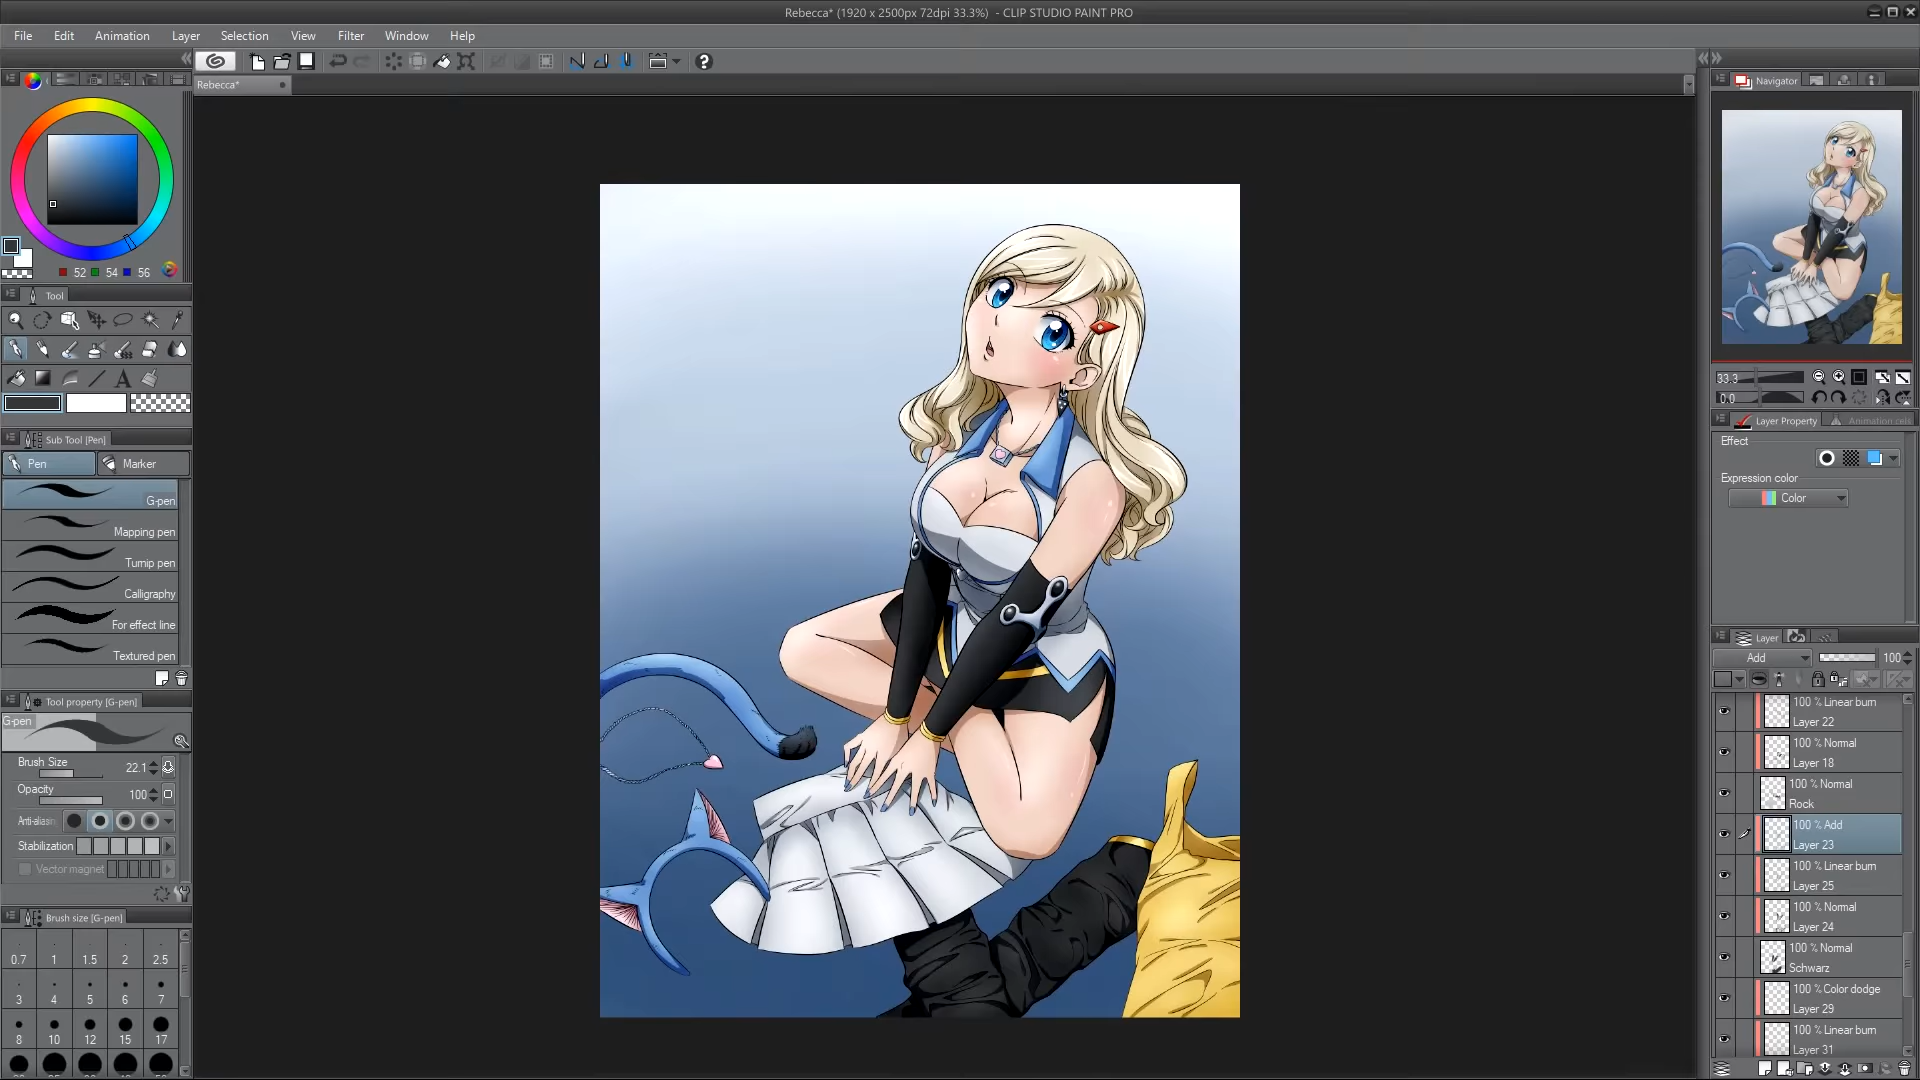 Rebecca* (1920 x 2500px 72dpi 33.3%) - CLIP STUDIO PAINT PRO
File Edit Animation Layer Selection View Filter Window Help
Rebecca*
52 54 56
Tool
Sub Tool [Pen]
Pen Marker
G-pen
Mapping pen
Turnip pen
Calligraphy
For effect line
Textured pen
Tool property [G-pen]
G-pen
Brush Size 22.1
Opacity 100
Stabilization
Vector magnet
Brush size [G-pen]
0.7 1 1.5 2 2.5
3 4 5 6 7
8 10 12 15 17
Navigator
33.3
0.0
Layer Property Animation cels
Effect
Expression color
Color
Layer
Add 100
100 % Linear burn
Layer 22
100 % Normal
Layer 18
100 % Normal
Rock
100 % Add
Layer 23
100 % Linear burn
Layer 25
100 % Normal
Layer 24
100 % Normal
Schwarz
100 % Color dodge
Layer 29
100 % Linear burn
Layer 31